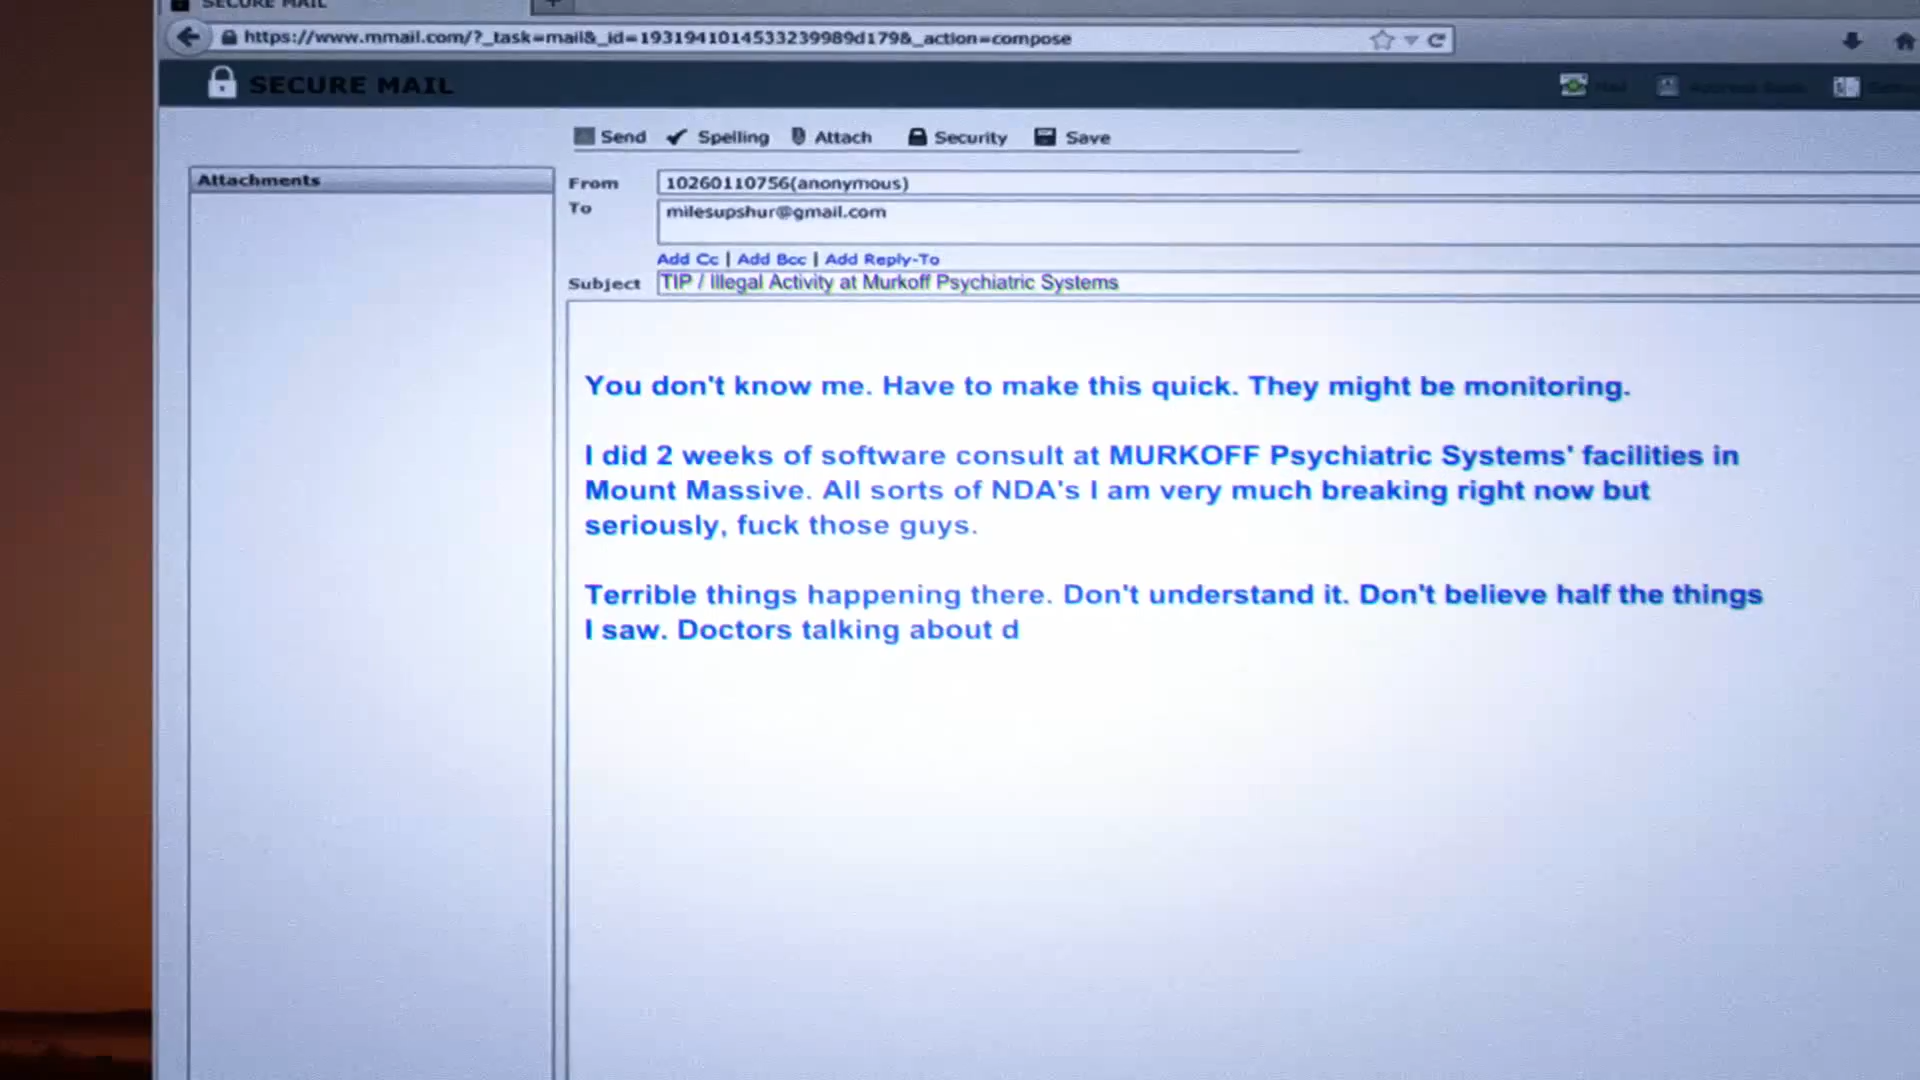 SECURE MAIL
https://www.mmail.com/?_task=mail&_id=1931941014533239989d179&_action=compose
SECURE MAIL
Mail
Send Spelling Attach Security Save
Attachments
From 10260110756(anonymous)
To milesupshur@gmail.com
Add Cc | Add Bcc | Add Reply-To
Subject TIP / Illegal Activity at Murkoff Psychiatric Systems
You don't know me. Have to make this quick. They might be monitoring.
I did 2 weeks of software consult at MURKOFF Psychiatric Systems' facilities in
Mount Massive. All sorts of NDA's I am very much breaking right now but
seriously, fuck those guys.
Terrible things happening there. Don't understand it. Don't believe half the things
I saw. Doctors talking about d